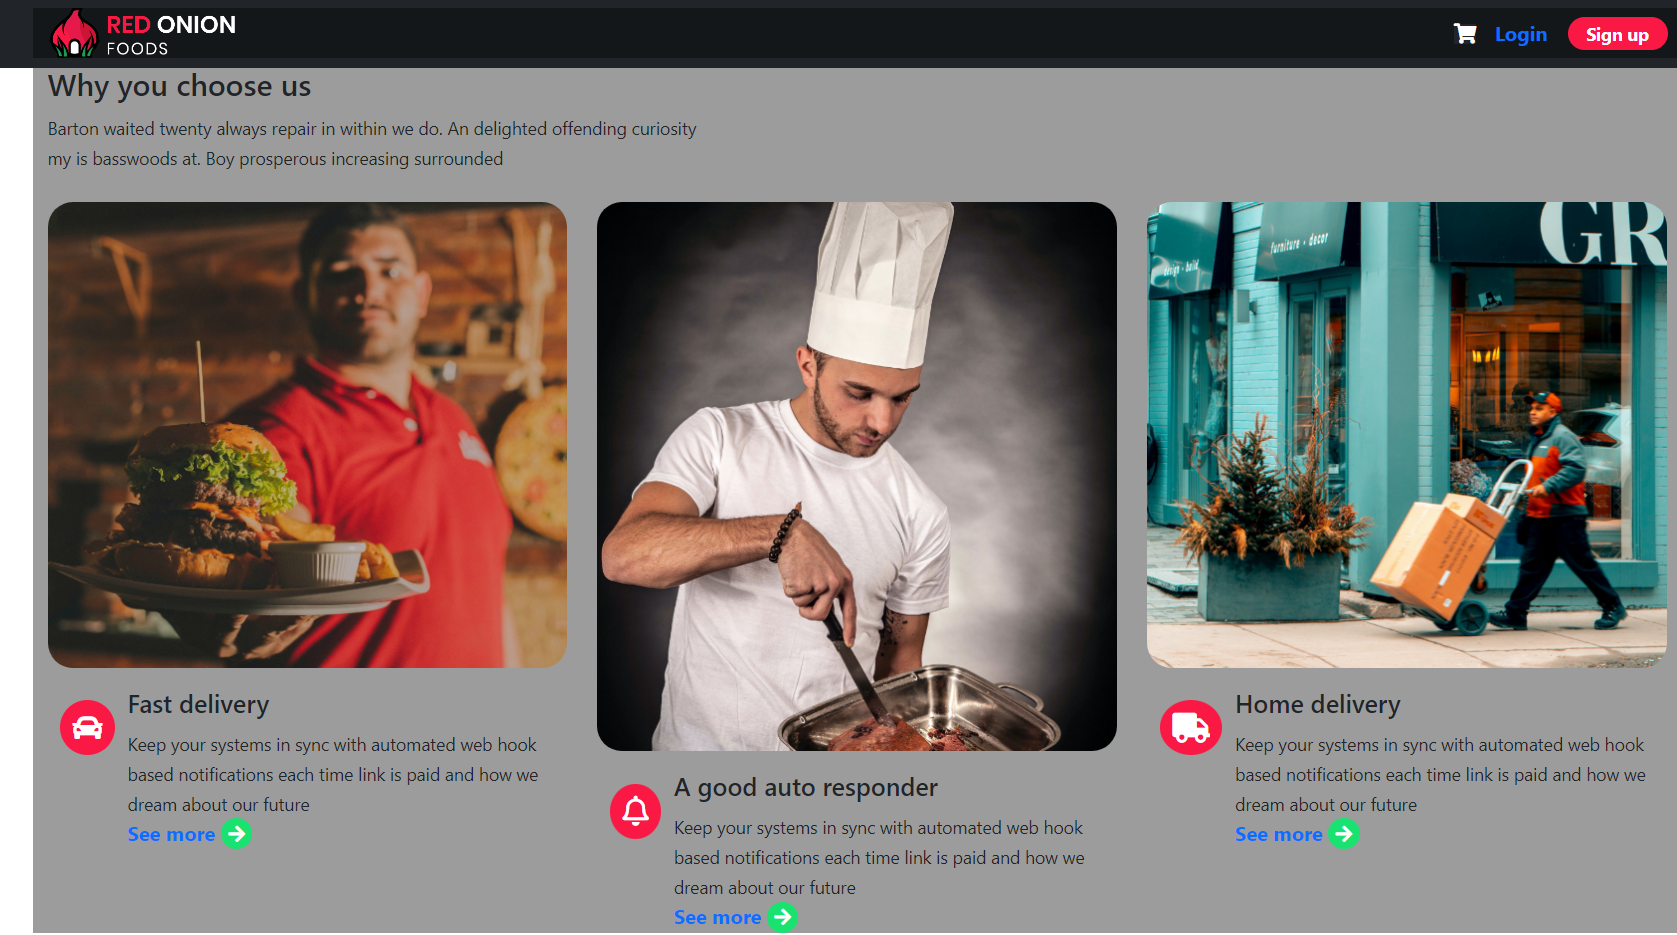 RED ONION
FOODS
Login
Sign up
Why you choose us
Barton waited twenty always repair in within we do. An delighted offending curiosity
my is basswoods at. Boy prosperous increasing surrounded
design · build
furniture · decor
GR
Fast delivery
Keep your systems in sync with automated web hook
based notifications each time link is paid and how we
dream about our future
See more
A good auto responder
Keep your systems in sync with automated web hook
based notifications each time link is paid and how we
dream about our future
See more
Home delivery
Keep your systems in sync with automated web hook
based notifications each time link is paid and how we
dream about our future
See more